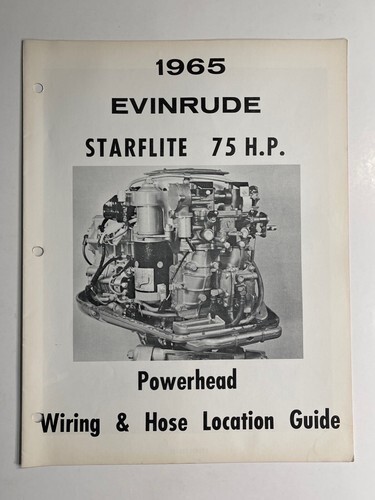 1965
EVINRUDE
STARFLITE 75 H.P.
Powerhead
Wiring & Hose Location Guide